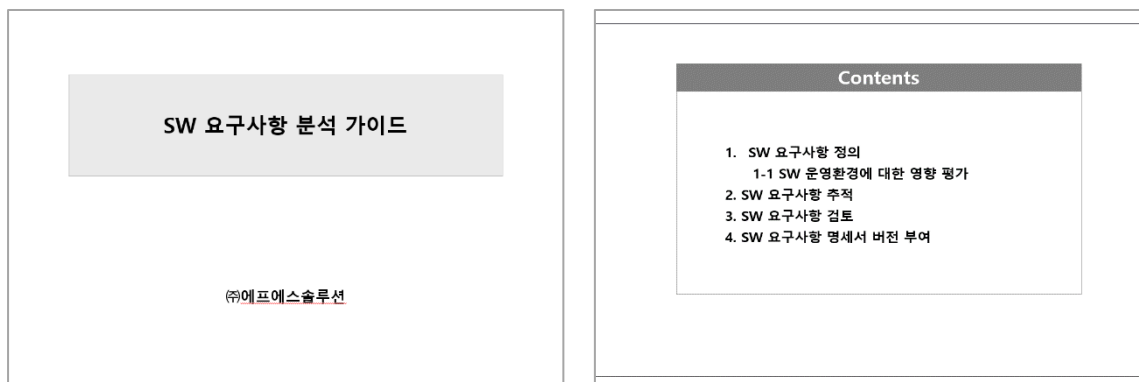 SW 요구사항 분석 가이드
㈜에프에스솔루션
Contents
1. SW 요구사항 정의
1-1 SW 운영환경에 대한 영향 평가
2. SW 요구사항 추적
3. SW 요구사항 검토
4. SW 요구사항 명세서 버전 부여